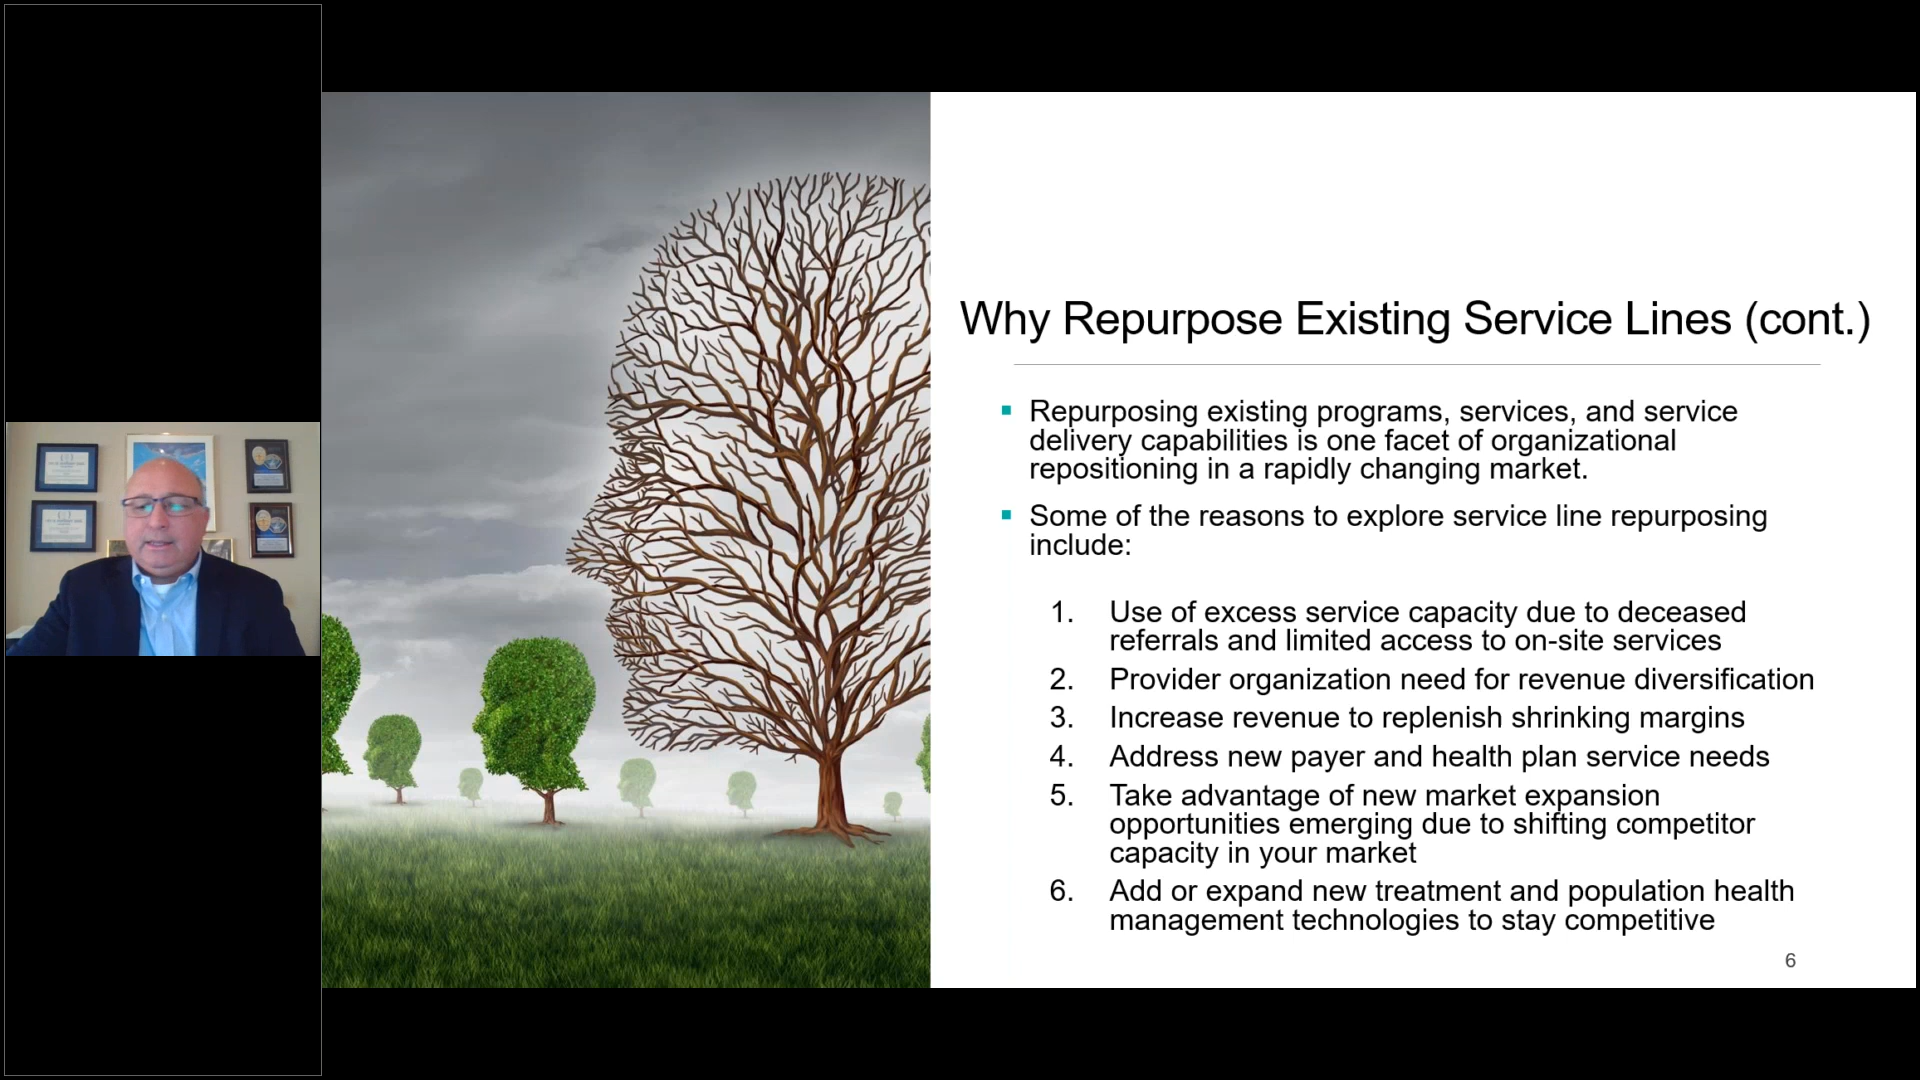 Why Repurpose Existing Service Lines (cont.)
▪ Repurposing existing programs, services, and service
delivery capabilities is one facet of organizational
repositioning in a rapidly changing market.
▪ Some of the reasons to explore service line repurposing
include:
1. Use of excess service capacity due to deceased
referrals and limited access to on-site services
2. Provider organization need for revenue diversification
3. Increase revenue to replenish shrinking margins
4. Address new payer and health plan service needs
5. Take advantage of new market expansion
opportunities emerging due to shifting competitor
capacity in your market
6. Add or expand new treatment and population health
management technologies to stay competitive
6